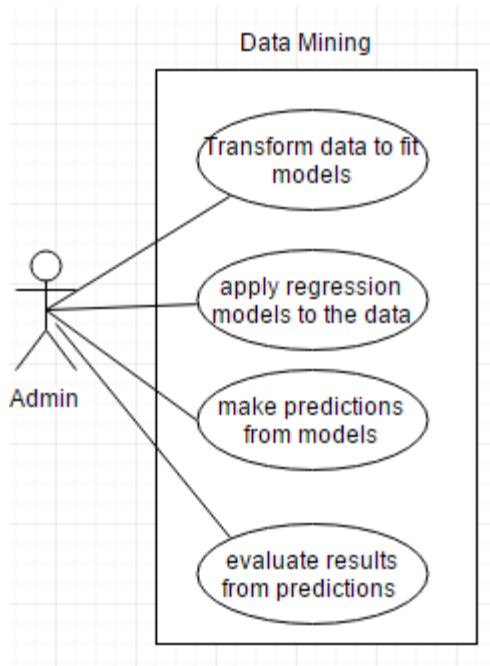 Data Mining
Transform data to fit
models
apply regression
models to the data
Admin
make predictions
from models
evaluate results
from predictions